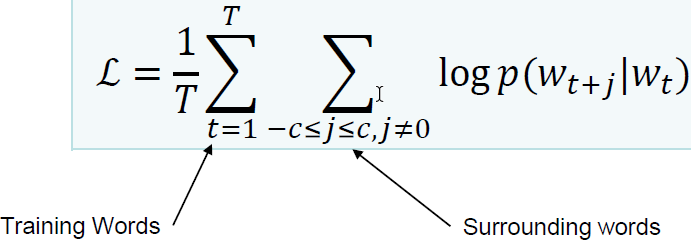 ℒ = 1/T ∑_{t=1}^{T} ∑_{-c≤j≤c,j≠0} log p(w_{t+j}|w_t)
Training Words Surrounding words